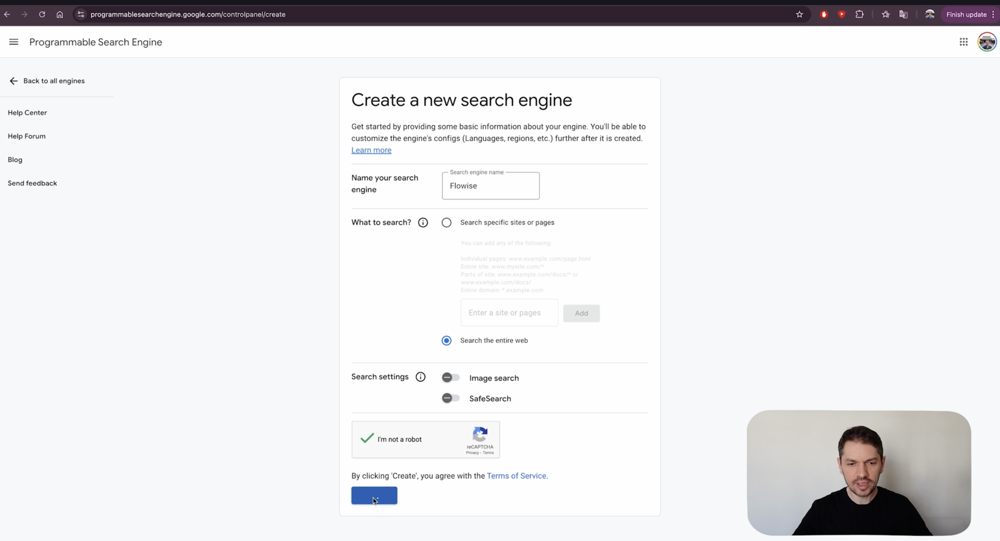 programmablesearchengine.google.com/controlpanel/create
Finish update
Programmable Search Engine
Back to all engines
Help Center
Help Forum
Blog
Send feedback
Create a new search engine
Get started by providing some basic information about your engine. You'll be able to
customize the engine's configs (Languages, regions, etc.) further after it is created.
Learn more
Name your search
engine
Search engine name
Flowise
What to search?
Search specific sites or pages
You can add any of the following:
Individual pages: www.example.com/page.html
Entire site: www.mysite.com/*
Parts of site: www.example.com/docs/* or
www.example.com/docs/
Entire domain: *.example.com
Enter a site or pages
Add
Search the entire web
Search settings
Image search
SafeSearch
I'm not a robot
reCAPTCHA
Privacy - Terms
By clicking 'Create', you agree with the Terms of Service.